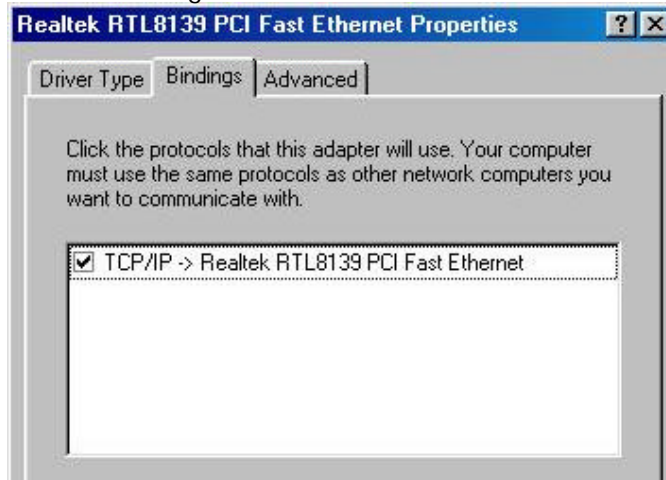 Realtek RTL8139 PCI Fast Ethernet Properties ? ×
Driver Type Bindings Advanced
Click the protocols that this adapter will use. Your computer
must use the same protocols as other network computers you
want to communicate with.
TCP/IP -> Realtek RTL8139 PCI Fast Ethernet